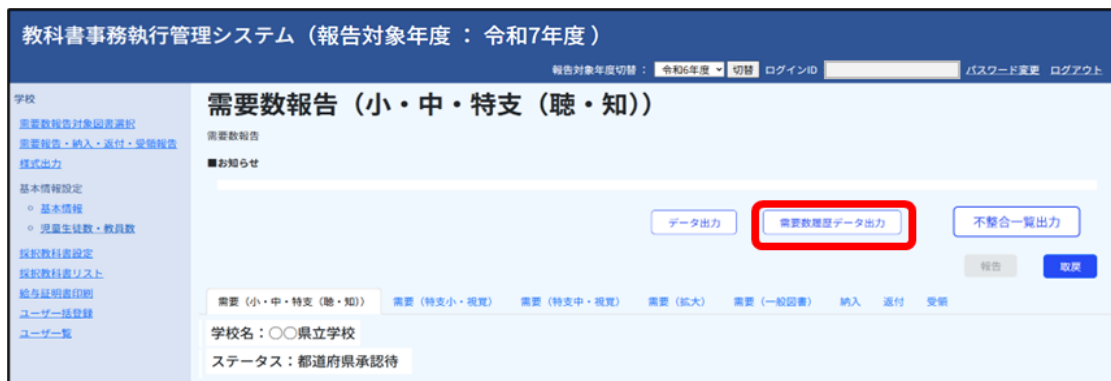 教科書事務執行管理システム（報告対象年度 ： 令和7年度 ）
報告対象年度切替： 令和6年度 切替 ログインID パスワード変更 ログアウト
学校
需要数報告対象図書選択
需要報告・納入・返付・受領報告
様式出力
基本情報設定
基本情報
児童生徒数・教員数
採択教科書設定
採択教科書リスト
給与証明書印刷
ユーザー一括登録
ユーザー一覧
需要数報告（小・中・特支（聴・知））
需要数報告
■お知らせ
データ出力 需要数履歴データ出力 不整合一覧出力
報告 取戻
需要（小・中・特支（聴・知）） 需要（特支小・視覚） 需要（特支中・視覚） 需要（拡大） 需要（一般図書） 納入 返付 受領
学校名：〇〇県立学校
ステータス：都道府県承認待